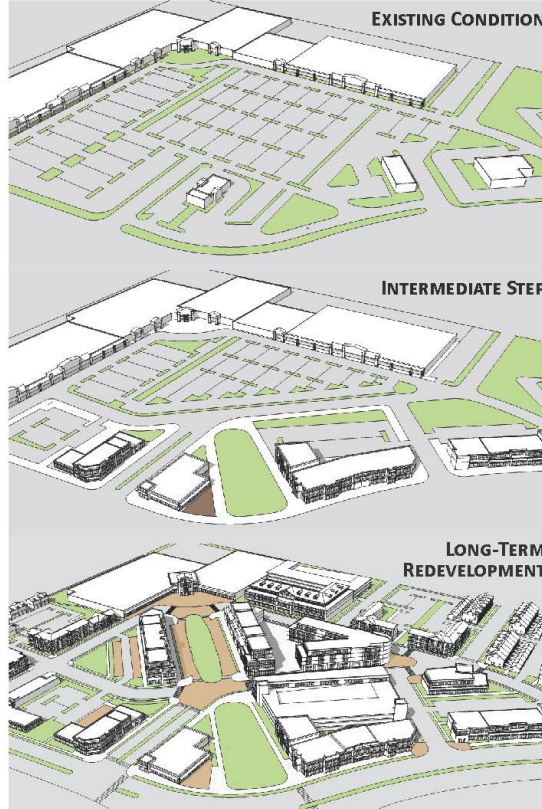 EXISTING CONDITION
INTERMEDIATE STEP
LONG-TERM
REDEVELOPMENT